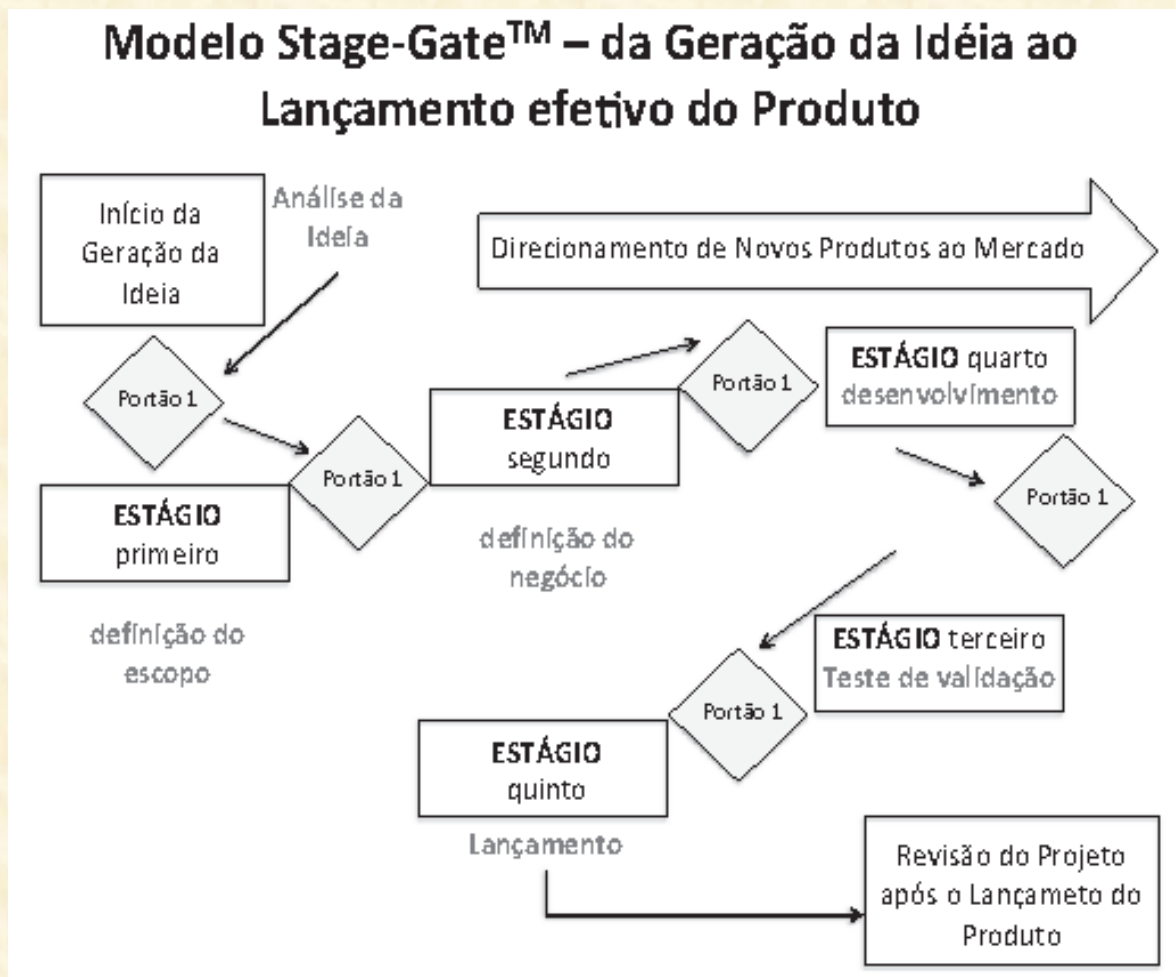 Modelo Stage-Gate™ – da Geração da Idéia ao
Lançamento efetivo do Produto
Início da
Geração da
Ideia
Análise da
Ideia
Direcionamento de Novos Produtos ao Mercado
Portão 1
Portão 1
ESTÁGIO
primeiro
definição do
escopo
ESTÁGIO
segundo
definição do
negócio
Portão 1
ESTÁGIO quarto
desenvolvimento
Portão 1
ESTÁGIO terceiro
Teste de validação
Portão 1
ESTÁGIO
quinto
Lançamento
Revisão do Projeto
após o Lançameto do
Produto